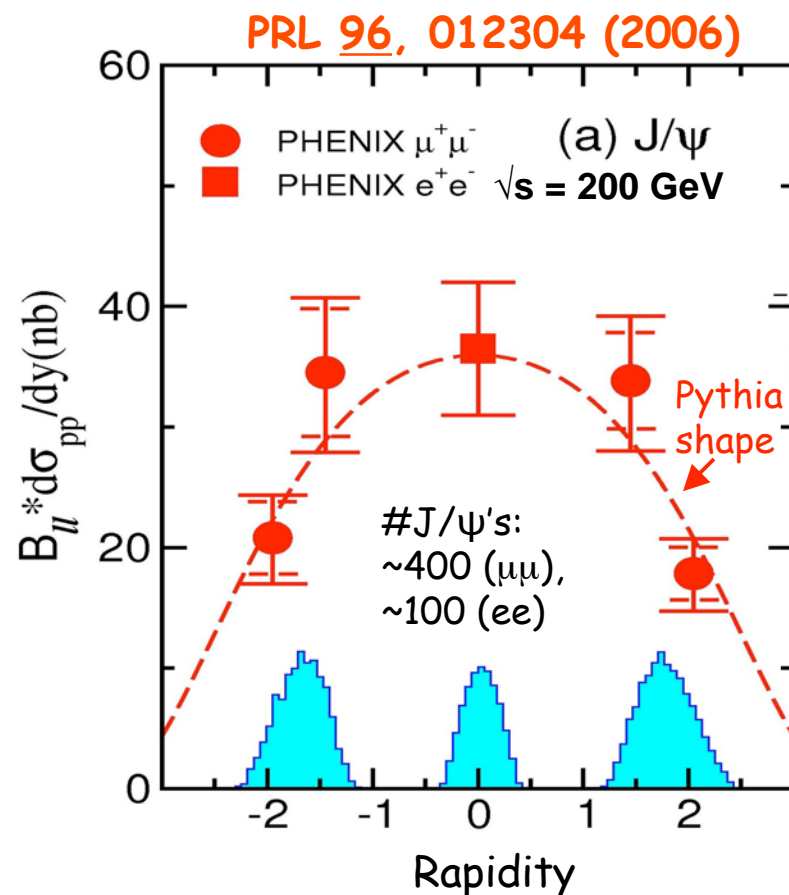 PRL 96, 012304 (2006)
60
PHENIX μ⁺μ⁻ (a) J/ψ
PHENIX e⁺e⁻ √s = 200 GeV
40
B_ll*dσ_pp/dy(nb)
Pythia
shape
20
#J/ψ's:
~400 (μμ),
~100 (ee)
0
-2 -1 0 1 2
Rapidity